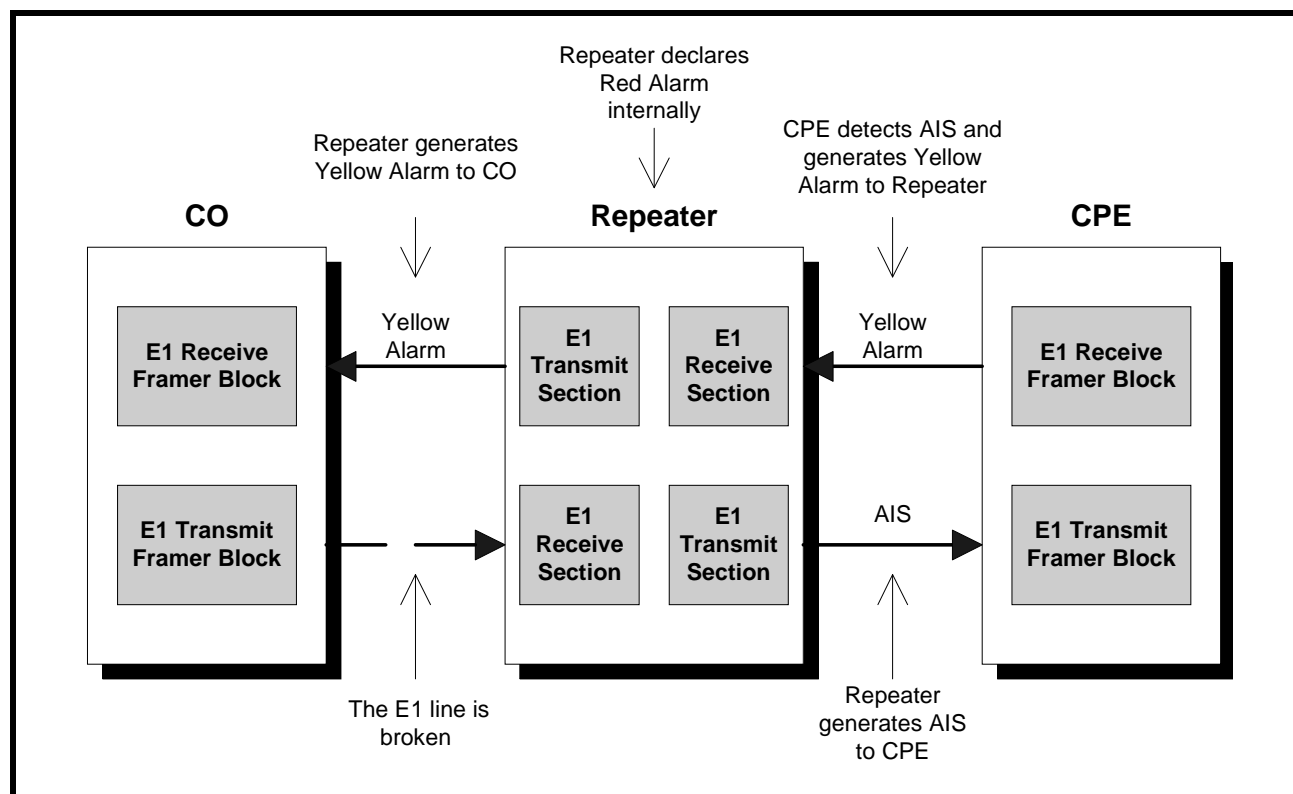 Repeater declares
Red Alarm
internally
Repeater generates
Yellow Alarm to CO
CPE detects AIS and
generates Yellow
Alarm to Repeater
CO
Repeater
CPE
E1 Receive
Framer Block
Yellow
Alarm
E1
Transmit
Section
E1
Receive
Section
Yellow
Alarm
E1 Receive
Framer Block
E1 Transmit
Framer Block
E1
Receive
Section
E1
Transmit
Section
AIS
E1 Transmit
Framer Block
The E1 line is
broken
Repeater
generates AIS
to CPE